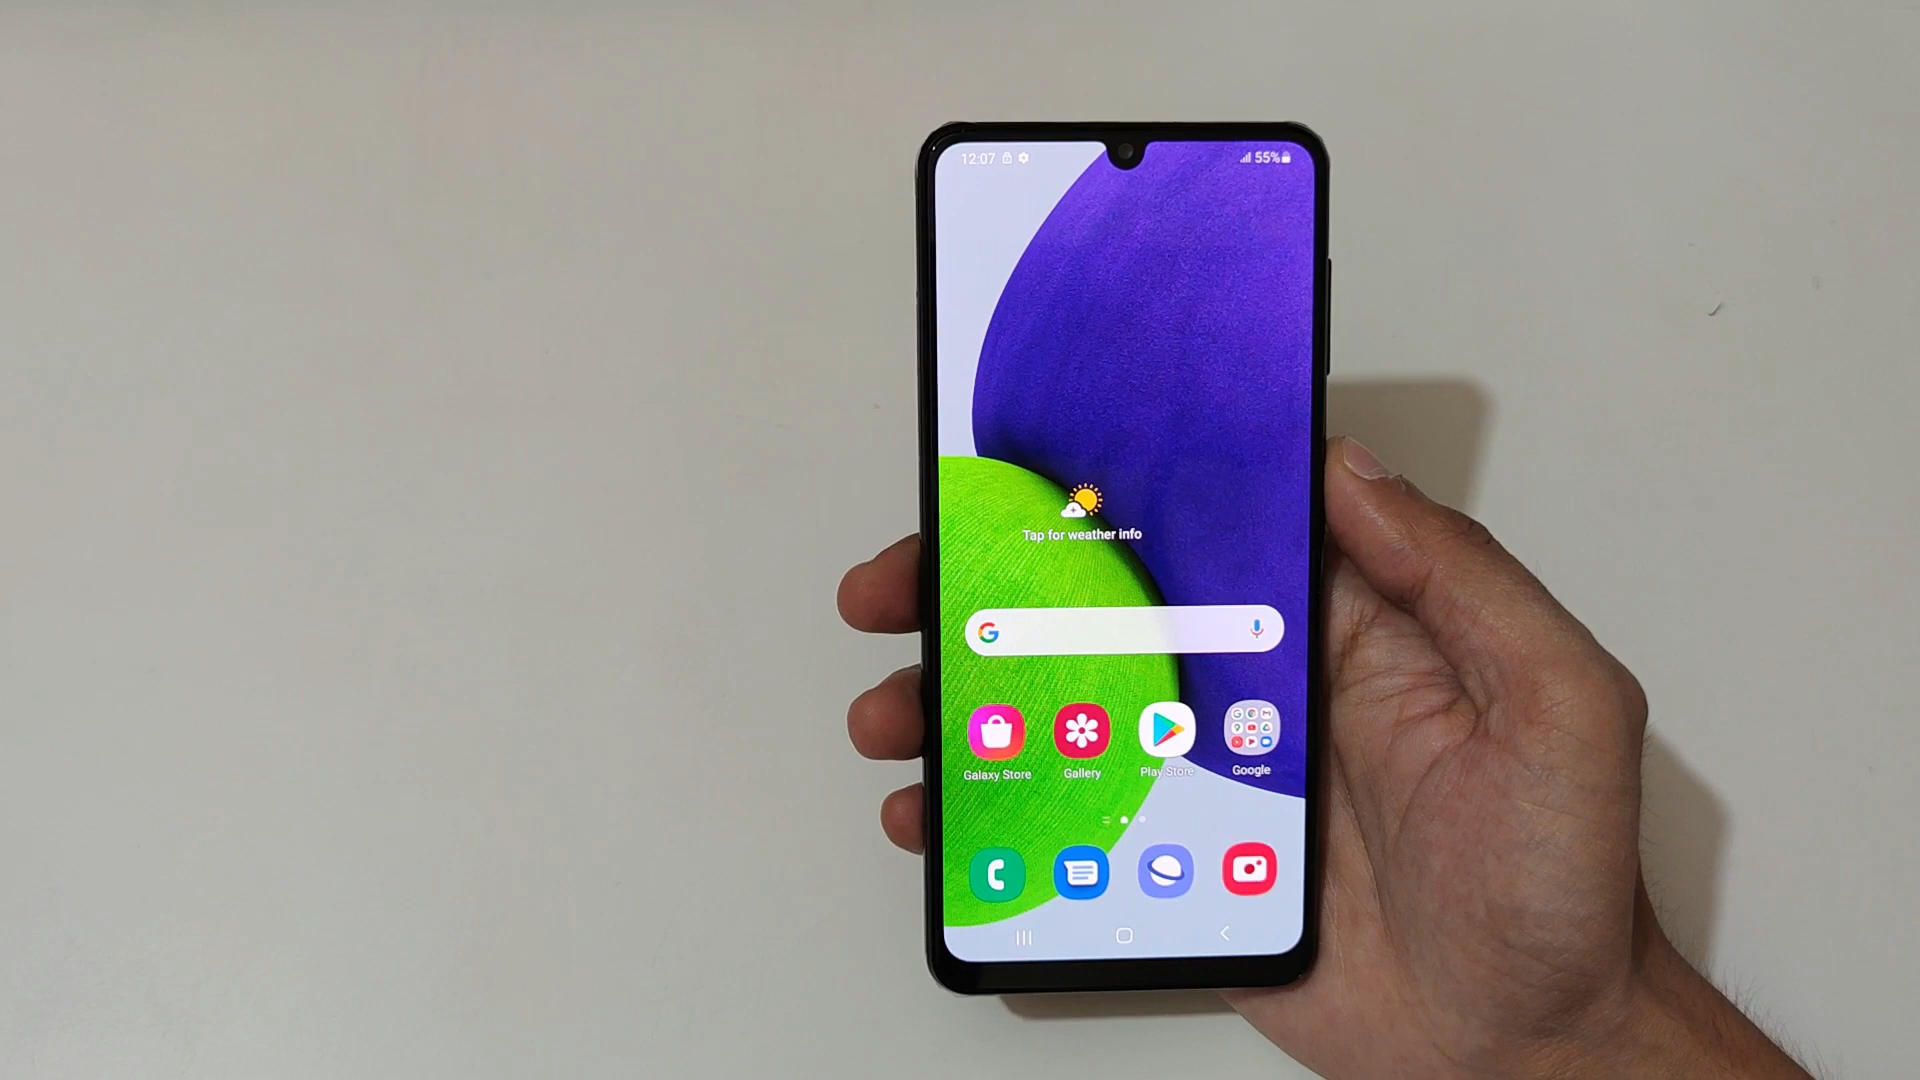 12:07
55%
Tap for weather info
G
Galaxy Store
Gallery
Play Store
Google